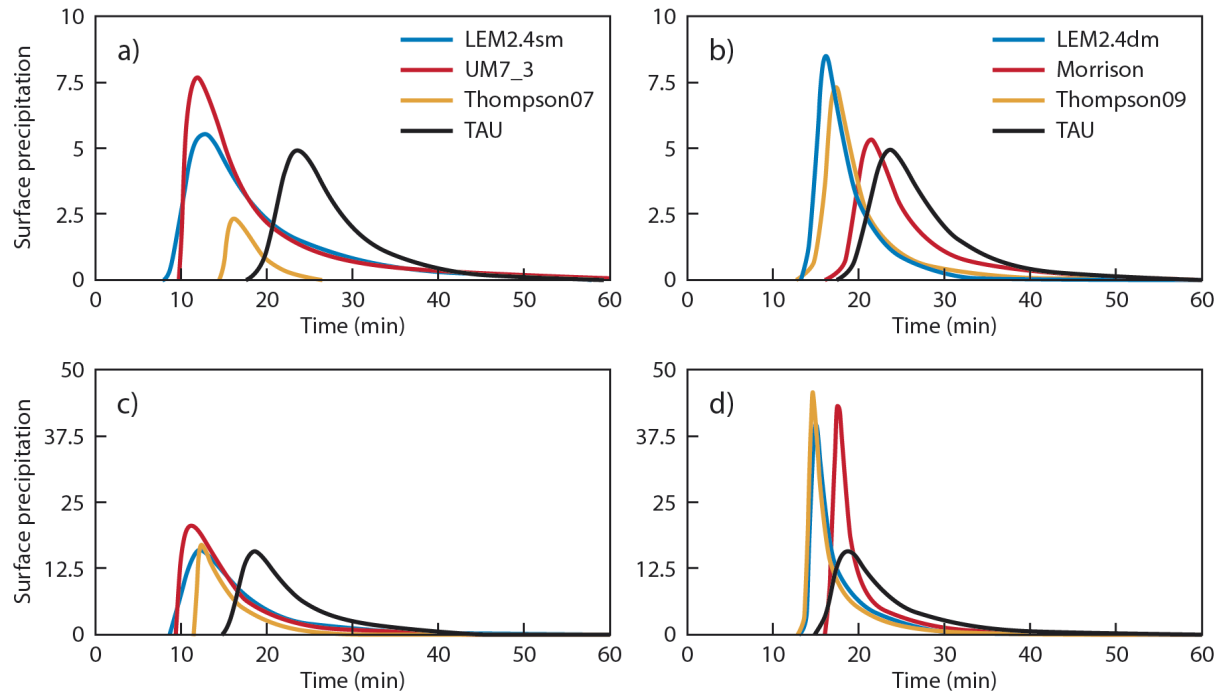 10
7.5
5
2.5
0
Surface precipitation
a)
LEM2.4sm
UM7_3
Thompson07
TAU
0 10 20 30 40 50 60
Time (min)
10
7.5
5
2.5
0
b)
LEM2.4dm
Morrison
Thompson09
TAU
0 10 20 30 40 50 60
Time (min)
50
37.5
25
12.5
0
Surface precipitation
c)
0 10 20 30 40 50 60
Time (min)
50
37.5
25
12.5
0
d)
0 10 20 30 40 50 60
Time (min)